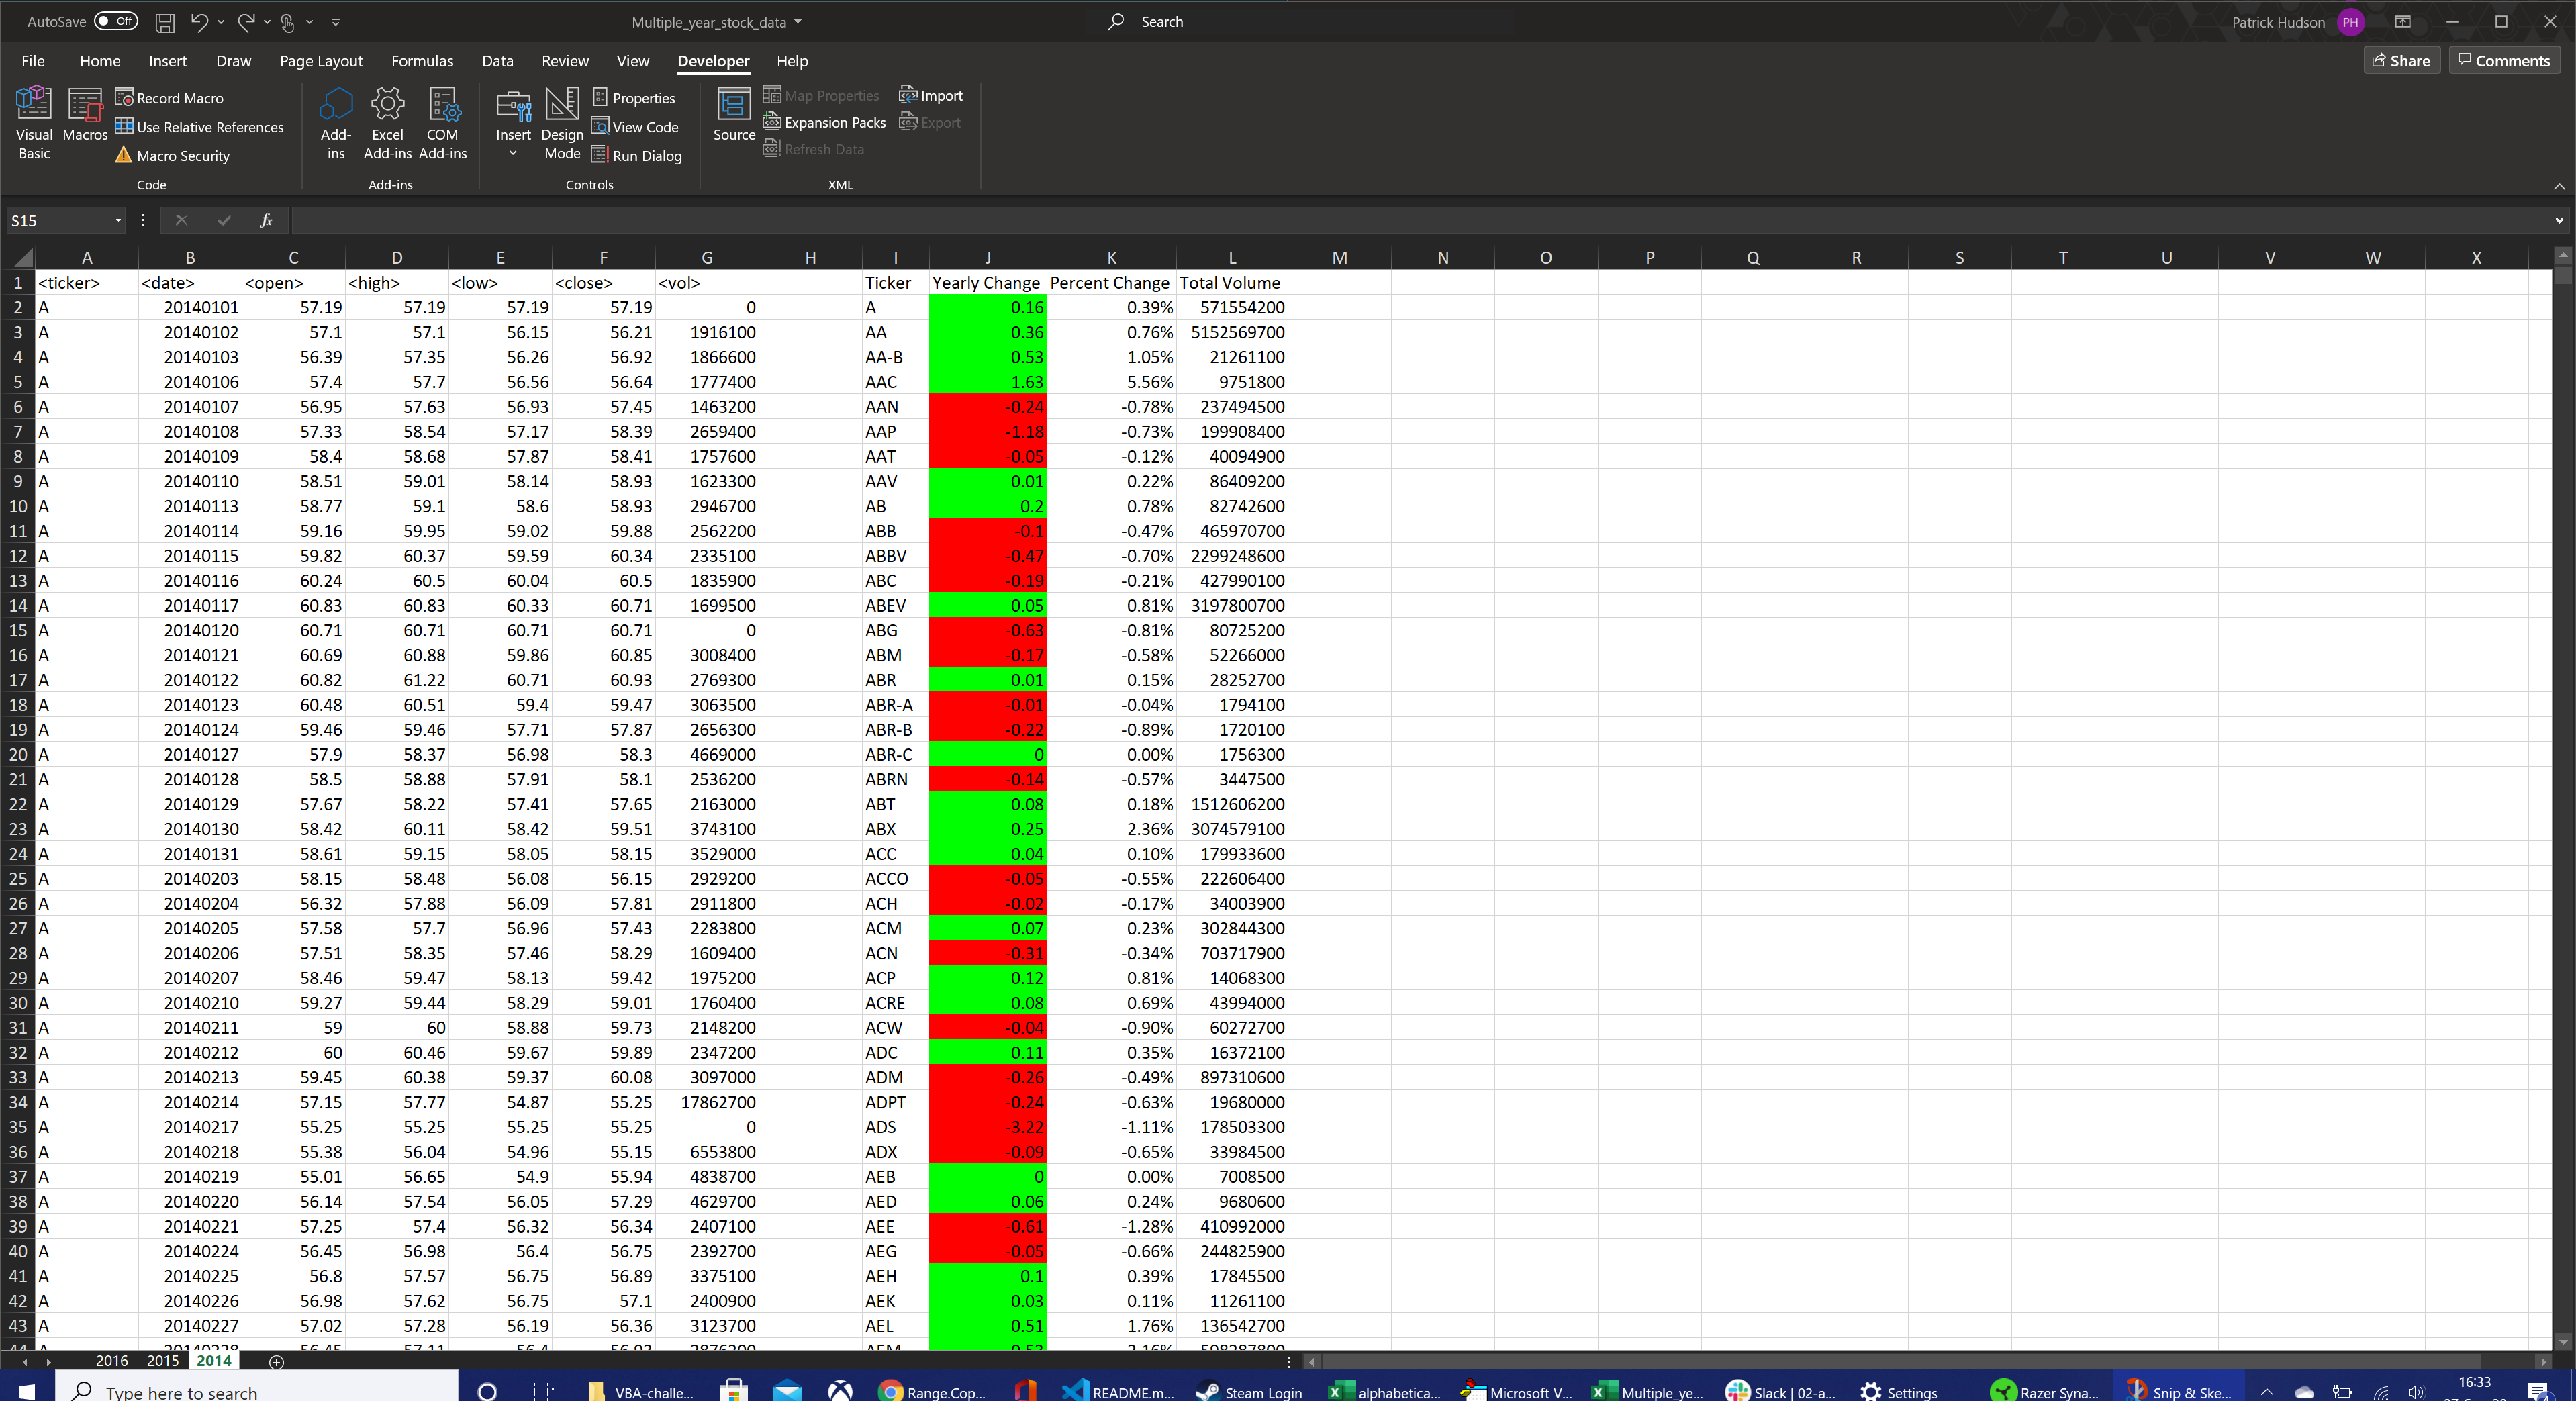 AutoSave Off Multiple_year_stock_data Search Patrick Hudson PH
File Home Insert Draw Page Layout Formulas Data Review View Developer Help Share Comments
Visual Basic Macros Record Macro Use Relative References Macro Security Code
Add-ins Excel Add-ins COM Add-ins Add-ins
Insert Design Mode Properties View Code Run Dialog Controls
Source Map Properties Expansion Packs Refresh Data Import Export XML
S15 fx
A B C D E F G H I J K L M N O P Q R S T U V W X
1 <ticker> <date> <open> <high> <low> <close> <vol> Ticker Yearly Change Percent Change Total Volume
2 A 20140101 57.19 57.19 57.19 57.19 0 A 0.16 0.39% 571554200
3 A 20140102 57.1 57.1 56.15 56.21 1916100 AA 0.36 0.76% 5152569700
4 A 20140103 56.39 57.35 56.26 56.92 1866600 AA-B 0.53 1.05% 21261100
5 A 20140106 57.4 57.7 56.56 56.64 1777400 AAC 1.63 5.56% 9751800
6 A 20140107 56.95 57.63 56.93 57.45 1463200 AAN -0.24 -0.78% 237494500
7 A 20140108 57.33 58.54 57.17 58.39 2659400 AAP -1.18 -0.73% 199908400
8 A 20140109 58.4 58.68 57.87 58.41 1757600 AAT -0.05 -0.12% 40094900
9 A 20140110 58.51 59.01 58.14 58.93 1623300 AAV 0.01 0.22% 86409200
10 A 20140113 58.77 59.1 58.6 58.93 2946700 AB 0.2 0.78% 82742600
11 A 20140114 59.16 59.95 59.02 59.88 2562200 ABB -0.1 -0.47% 465970700
12 A 20140115 59.82 60.37 59.59 60.34 2335100 ABBV -0.47 -0.70% 2299248600
13 A 20140116 60.24 60.5 60.04 60.5 1835900 ABC -0.19 -0.21% 427990100
14 A 20140117 60.83 60.83 60.33 60.71 1699500 ABEV 0.05 0.81% 3197800700
15 A 20140120 60.71 60.71 60.71 60.71 0 ABG -0.63 -0.81% 80725200
16 A 20140121 60.69 60.88 59.86 60.85 3008400 ABM -0.17 -0.58% 52266000
17 A 20140122 60.82 61.22 60.71 60.93 2769300 ABR 0.01 0.15% 28252700
18 A 20140123 60.48 60.51 59.4 59.47 3063500 ABR-A -0.01 -0.04% 1794100
19 A 20140124 59.46 59.46 57.71 57.87 2656300 ABR-B -0.22 -0.89% 1720100
20 A 20140127 57.9 58.37 56.98 58.3 4669000 ABR-C 0 0.00% 1756300
21 A 20140128 58.5 58.88 57.91 58.1 2536200 ABRN -0.14 -0.57% 3447500
22 A 20140129 57.67 58.22 57.41 57.65 2163000 ABT 0.08 0.18% 1512606200
23 A 20140130 58.42 60.11 58.42 59.51 3743100 ABX 0.25 2.36% 3074579100
24 A 20140131 58.61 59.15 58.05 58.15 3529000 ACC 0.04 0.10% 179933600
25 A 20140203 58.15 58.48 56.08 56.15 2929200 ACCO -0.05 -0.55% 222606400
26 A 20140204 56.32 57.88 56.09 57.81 2911800 ACH -0.02 -0.17% 34003900
27 A 20140205 57.58 57.7 56.96 57.43 2283800 ACM 0.07 0.23% 302844300
28 A 20140206 57.51 58.35 57.46 58.29 1609400 ACN -0.31 -0.34% 703717900
29 A 20140207 58.46 59.47 58.13 59.42 1975200 ACP 0.12 0.81% 14068300
30 A 20140210 59.27 59.44 58.29 59.01 1760400 ACRE 0.08 0.69% 43994000
31 A 20140211 59 60 58.88 59.73 2148200 ACW -0.04 -0.90% 60272700
32 A 20140212 60 60.46 59.67 59.89 2347200 ADC 0.11 0.35% 16372100
33 A 20140213 59.45 60.38 59.37 60.08 3097000 ADM -0.26 -0.49% 897310600
34 A 20140214 57.15 57.77 54.87 55.25 17862700 ADPT -0.24 -0.63% 19680000
35 A 20140217 55.25 55.25 55.25 55.25 0 ADS -3.22 -1.11% 178503300
36 A 20140218 55.38 56.04 54.96 55.15 6553800 ADX -0.09 -0.65% 33984500
37 A 20140219 55.01 56.65 54.9 55.94 4838700 AEB 0 0.00% 7008500
38 A 20140220 56.14 57.54 56.05 57.29 4629700 AED 0.06 0.24% 9680600
39 A 20140221 57.25 57.4 56.32 56.34 2407100 AEE -0.61 -1.28% 410992000
40 A 20140224 56.45 56.98 56.4 56.75 2392700 AEG -0.05 -0.66% 244825900
41 A 20140225 56.8 57.57 56.75 56.89 3375100 AEH 0.1 0.39% 17845500
42 A 20140226 56.98 57.62 56.75 57.1 2400900 AEK 0.03 0.11% 11261100
43 A 20140227 57.02 57.28 56.19 56.36 3123700 AEL 0.51 1.76% 136542700
2016 2015 2014
Type here to search VBA-challe... Range.Cop... README.m... Steam Login alphabetica... Microsoft V... Multiple_ye... Slack | 02-a... Settings Razer Syna... Snip & Ske... 16:33